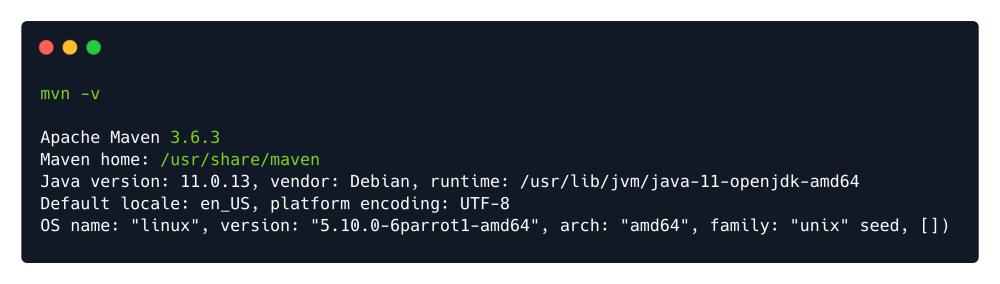 mvn -v
Apache Maven 3.6.3
Maven home: /usr/share/maven
Java version: 11.0.13, vendor: Debian, runtime: /usr/lib/jvm/java-11-openjdk-amd64
Default locale: en_US, platform encoding: UTF-8
OS name: "linux", version: "5.10.0-6parrot1-amd64", arch: "amd64", family: "unix" seed, [])